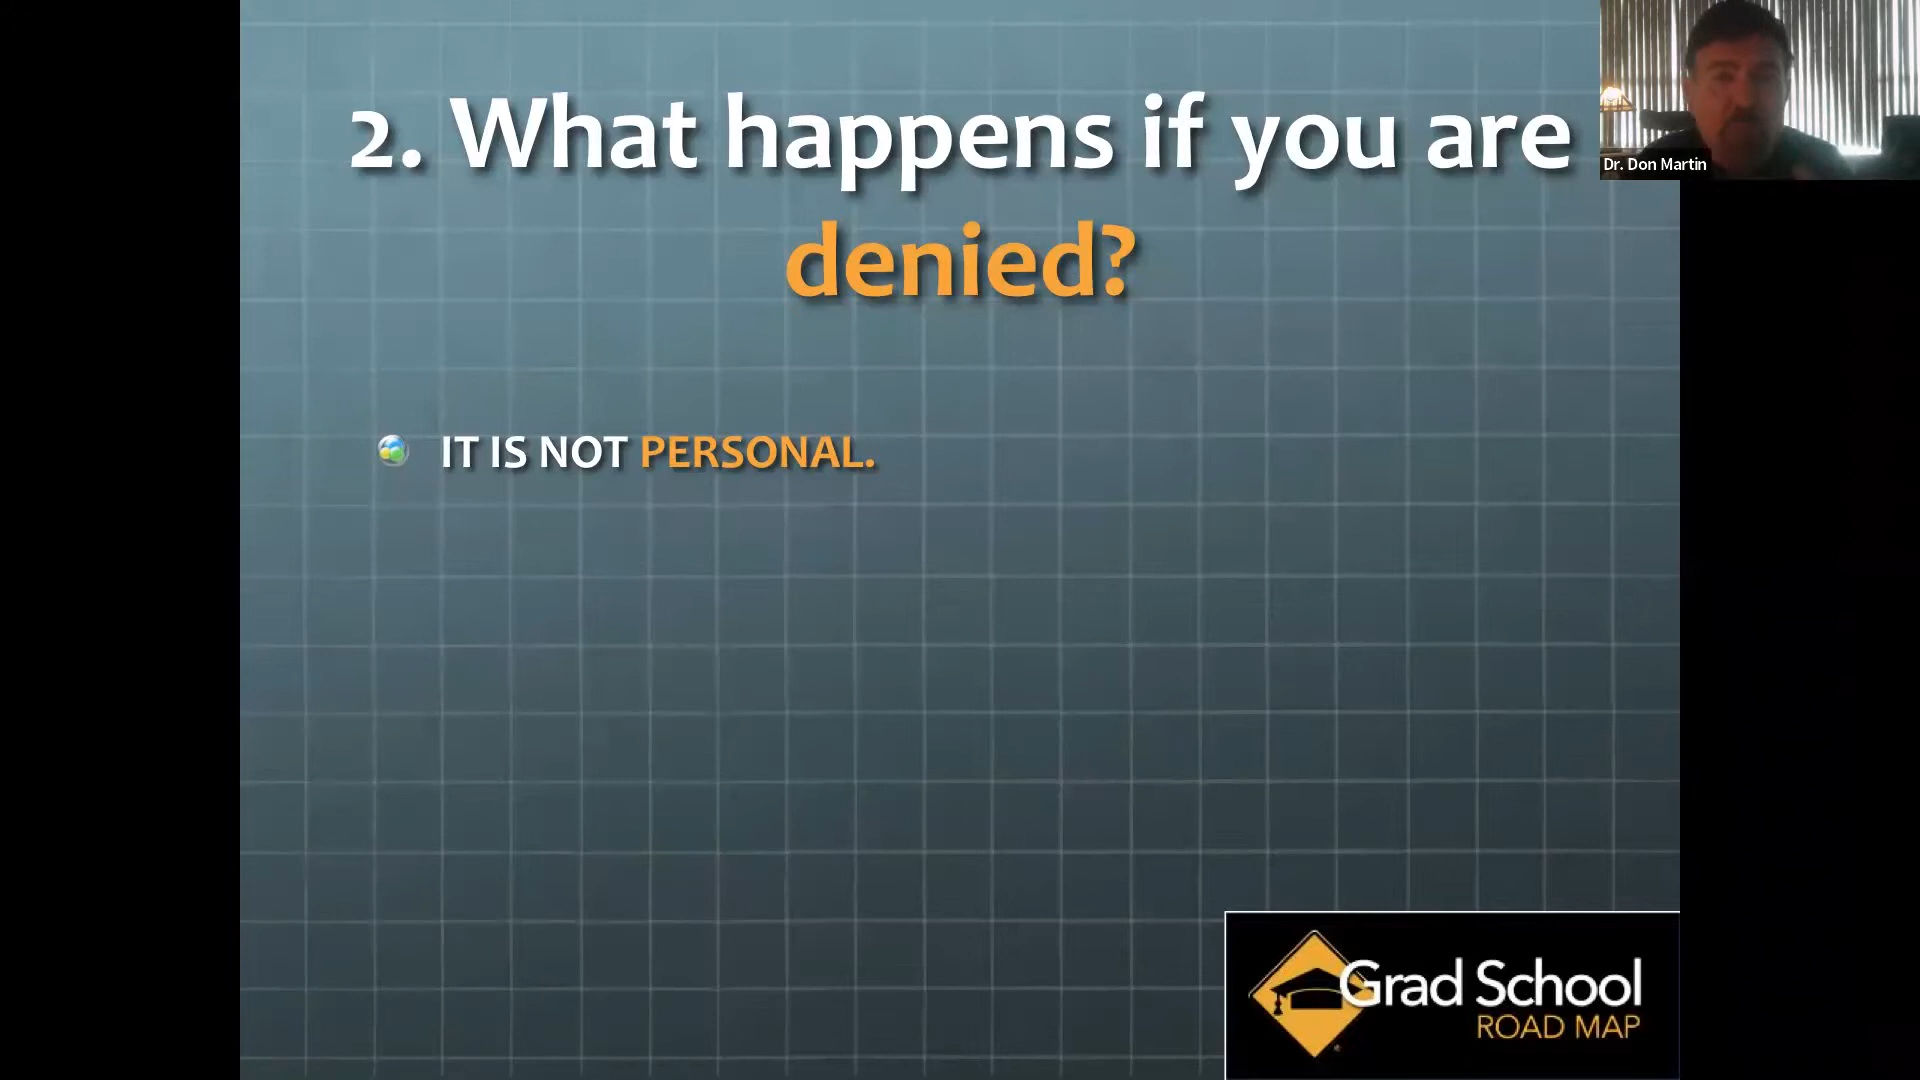 2. What happens if you are
denied?
Dr. Don Martin
IT IS NOT PERSONAL.
Grad School
ROAD MAP